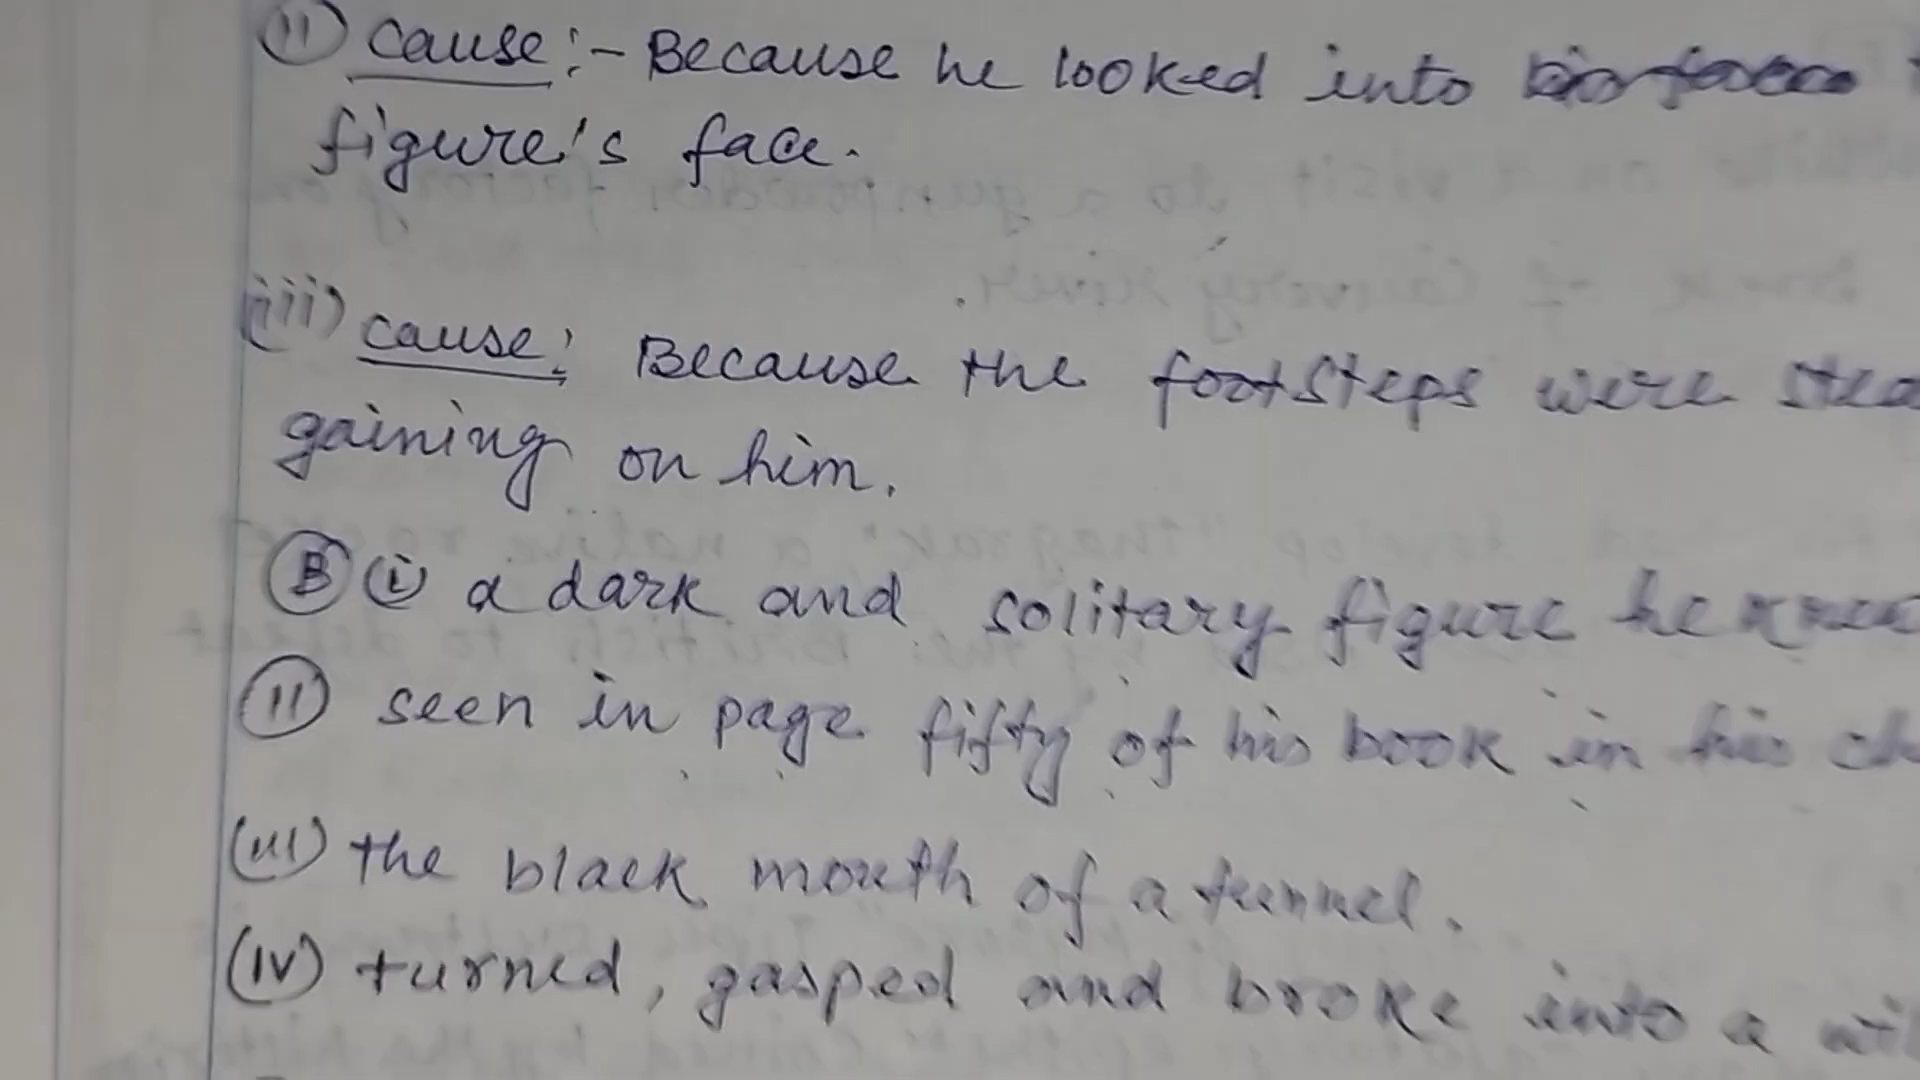 (ii) cause:- Because he looked into
figure's face.
(iii) cause: Because the footsteps were
gaining on him.
(B) (i) a dark and solitary figure he
(ii) seen in page fifty of his book in his
(iii) the black mouth of a tunnel.
(iv) turned, gasped and broke into a